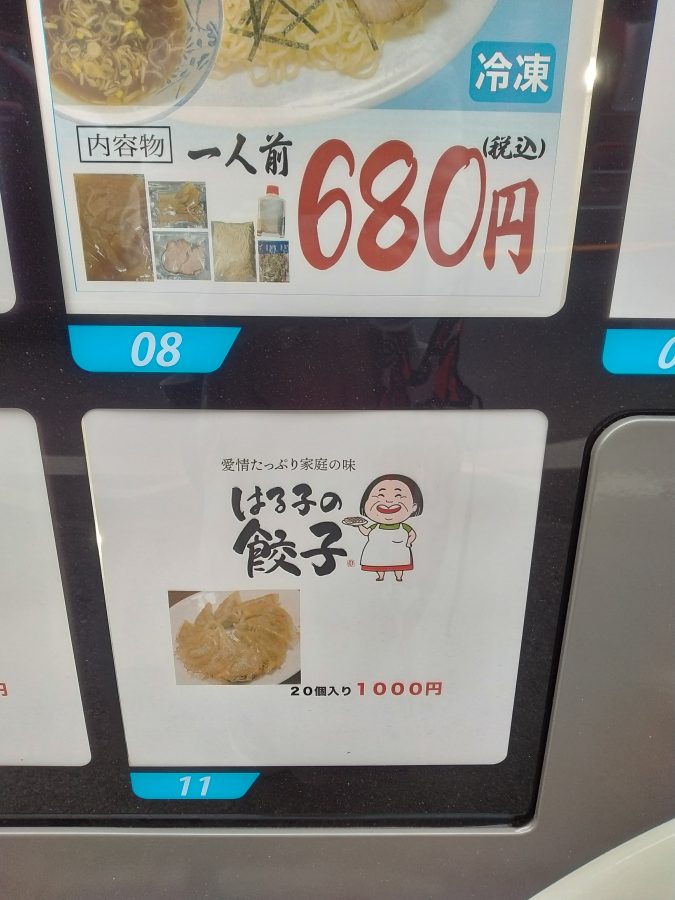 冷凍
内容物 一人前 680円 (税込)
08
0
愛情たっぷり家庭の味
はる子の
餃子
20個入り 1000円
円
11